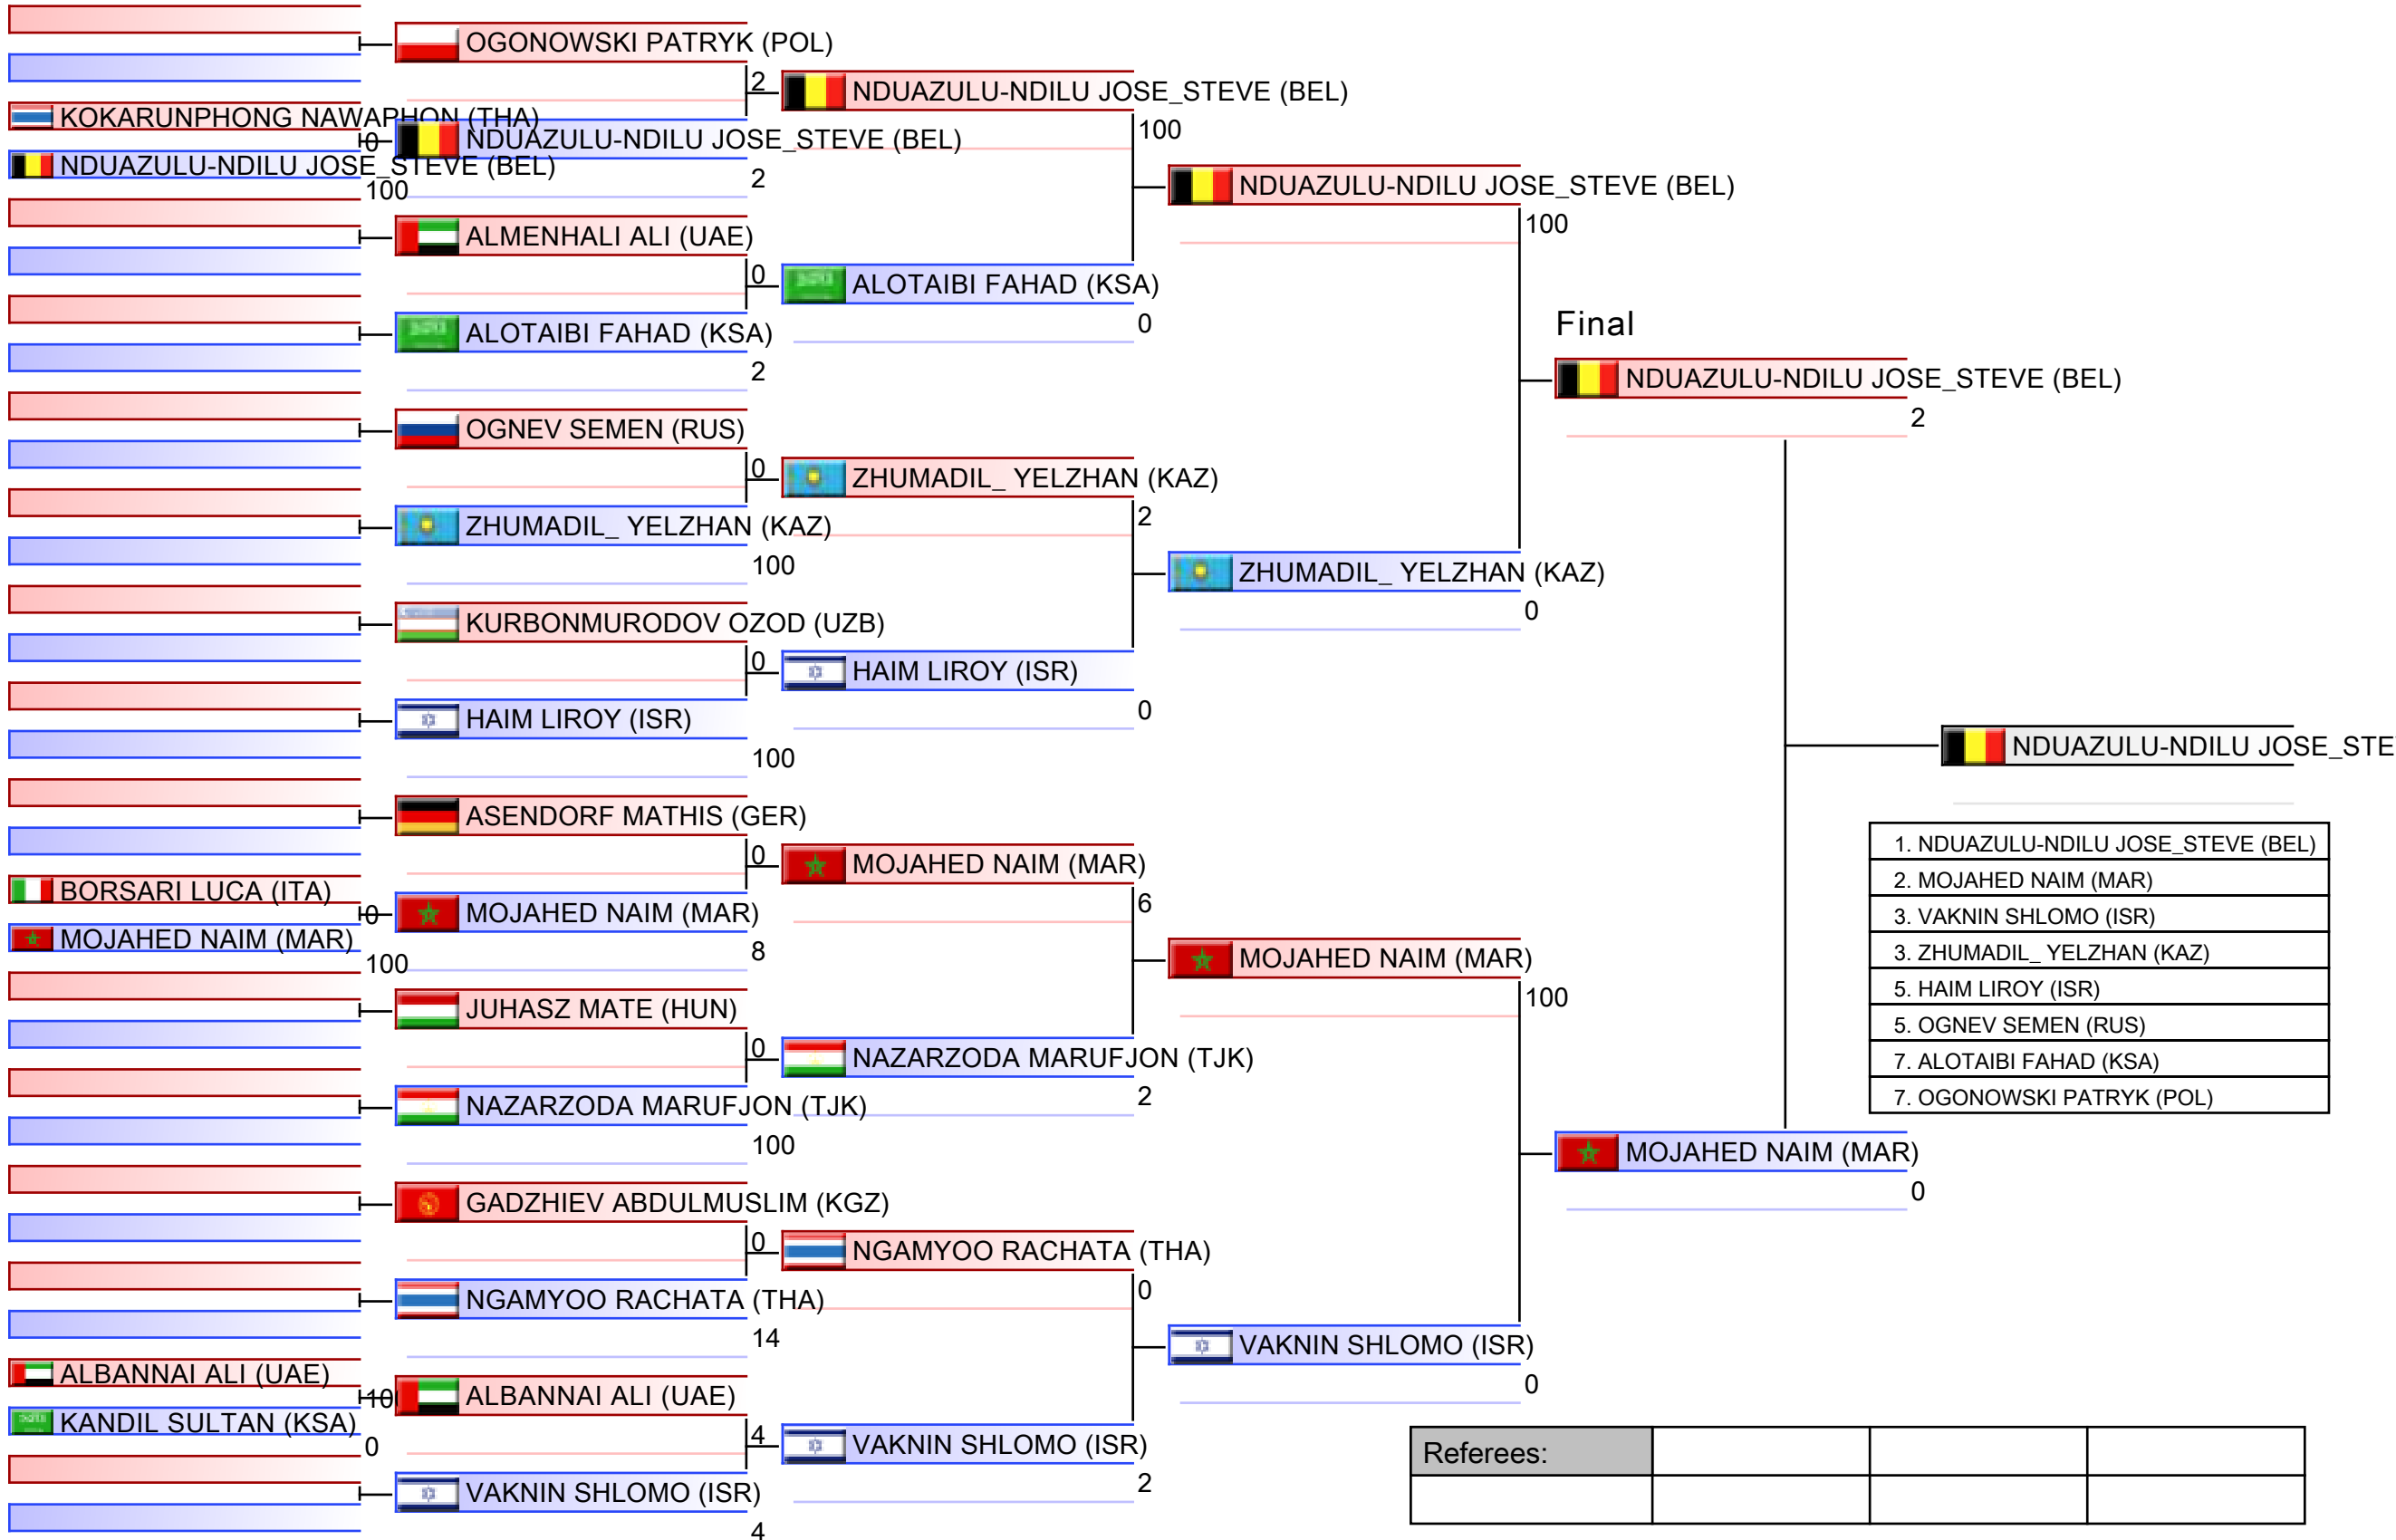 KOKARUNPHONG NAWAPHON (THA)
0
NDUAZULU-NDILU JOSE_STEVE (BEL)
100
BORSARI LUCA (ITA)
0
MOJAHED NAIM (MAR)
100
ALBANNAI ALI (UAE)
KANDIL SULTAN (KSA)
0
OGONOWSKI PATRYK (POL)
2
NDUAZULU-NDILU JOSE_STEVE (BEL)
2
ALMENHALI ALI (UAE)
0
ALOTAIBI FAHAD (KSA)
2
OGNEV SEMEN (RUS)
0
ZHUMADIL_ YELZHAN (KAZ)
100
KURBONMURODOV OZOD (UZB)
0
HAIM LIROY (ISR)
100
ASENDORF MATHIS (GER)
0
MOJAHED NAIM (MAR)
8
JUHASZ MATE (HUN)
0
NAZARZODA MARUFJON (TJK)
100
GADZHIEV ABDULMUSLIM (KGZ)
0
NGAMYOO RACHATA (THA)
14
ALBANNAI ALI (UAE)
4
VAKNIN SHLOMO (ISR)
4
NDUAZULU-NDILU JOSE_STEVE (BEL)
100
ALOTAIBI FAHAD (KSA)
0
ZHUMADIL_ YELZHAN (KAZ)
2
HAIM LIROY (ISR)
0
MOJAHED NAIM (MAR)
6
NAZARZODA MARUFJON (TJK)
2
NGAMYOO RACHATA (THA)
0
VAKNIN SHLOMO (ISR)
2
NDUAZULU-NDILU JOSE_STEVE (BEL)
100
ZHUMADIL_ YELZHAN (KAZ)
0
MOJAHED NAIM (MAR)
100
VAKNIN SHLOMO (ISR)
0
Final
NDUAZULU-NDILU JOSE_STEVE (BEL)
2
MOJAHED NAIM (MAR)
0
NDUAZULU-NDILU JOSE_STE
1. NDUAZULU-NDILU JOSE_STEVE (BEL)
2. MOJAHED NAIM (MAR)
3. VAKNIN SHLOMO (ISR)
3. ZHUMADIL_ YELZHAN (KAZ)
5. HAIM LIROY (ISR)
5. OGNEV SEMEN (RUS)
7. ALOTAIBI FAHAD (KSA)
7. OGONOWSKI PATRYK (POL)
Referees: